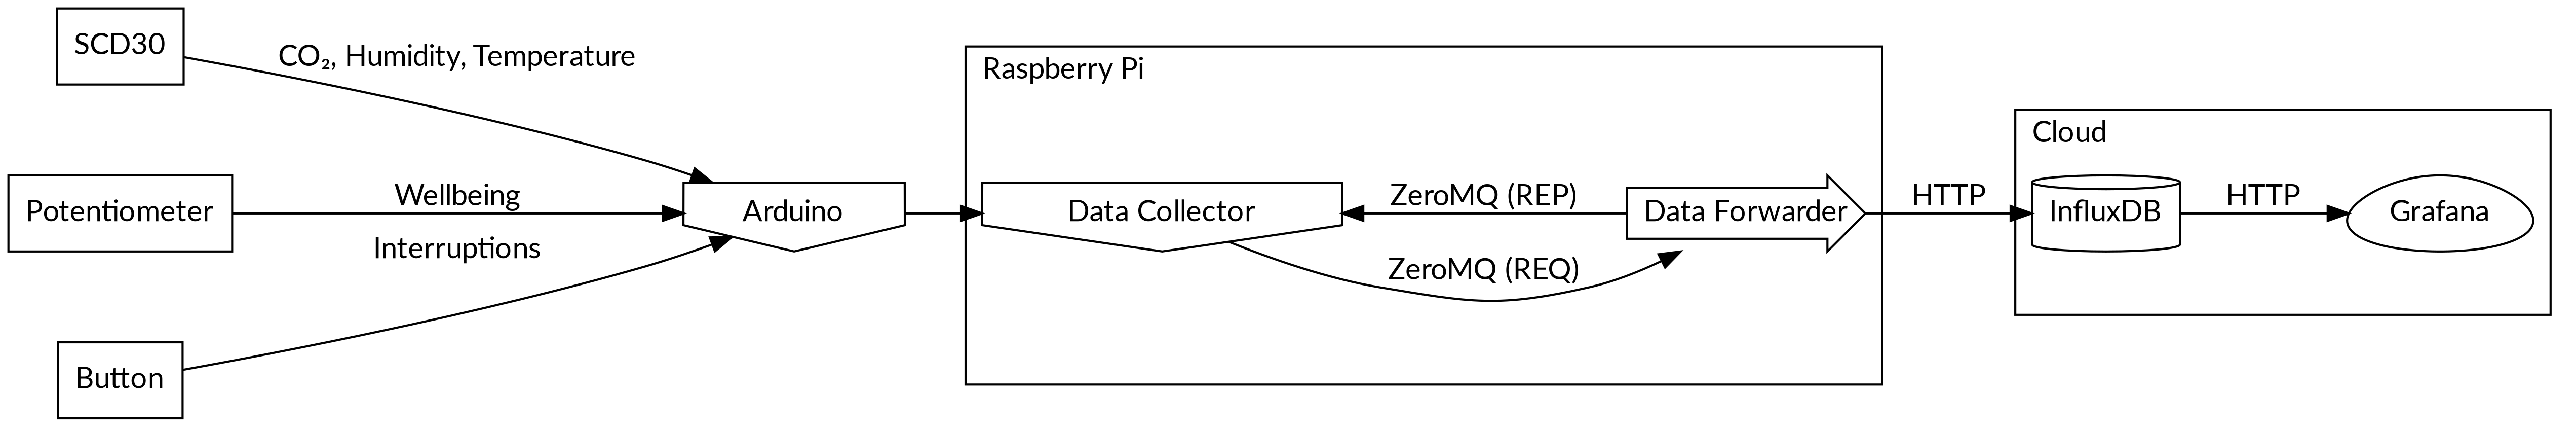 SCD30
CO₂, Humidity, Temperature
Raspberry Pi
Cloud
Potentiometer
Wellbeing
Arduino
Data Collector
ZeroMQ (REP)
Data Forwarder
HTTP
InfluxDB
HTTP
Grafana
Interruptions
ZeroMQ (REQ)
Button